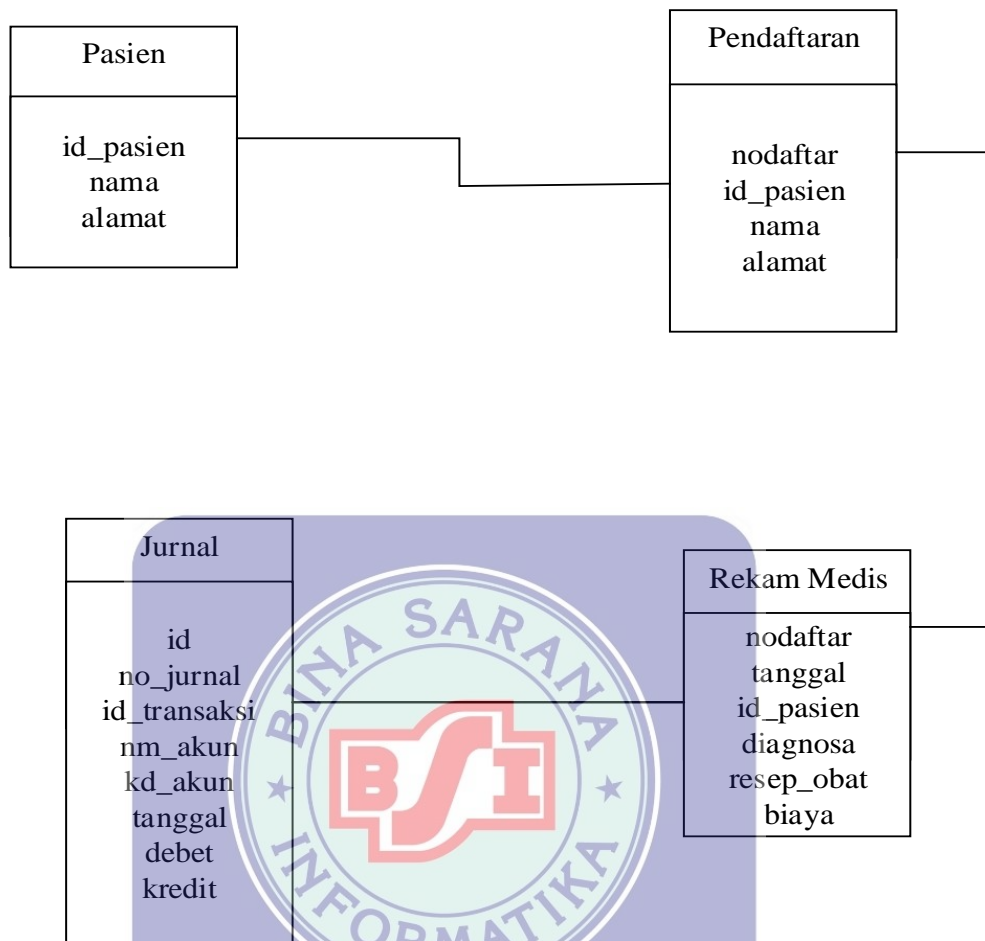 Pasien
id_pasien
nama
alamat
Pendaftaran
nodaftar
id_pasien
nama
alamat
Jurnal
id
no_jurnal
id_transaksi
nm_akun
kd_akun
tanggal
debet
kredit
Rekam Medis
nodaftar
tanggal
id_pasien
diagnosa
resep_obat
biaya
BINA SARANA
BSI
INFORMATIKA